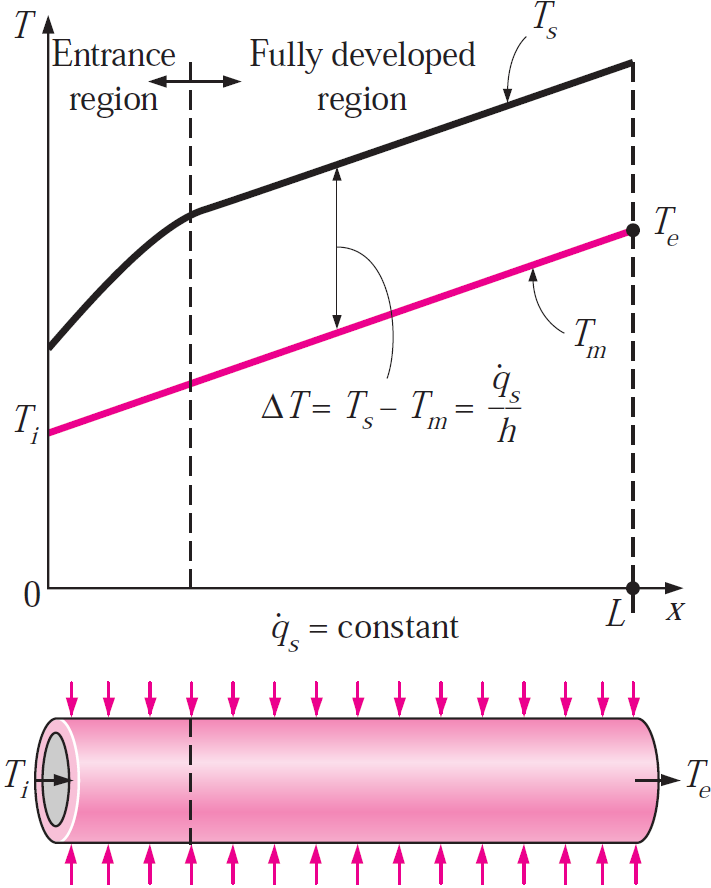 T
T_s
Entrance region
Fully developed region
T_e
T_m
T_i
ΔT = T_s − T_m = q̇_s / h
0
L
x
q̇_s = constant
T_i
T_e